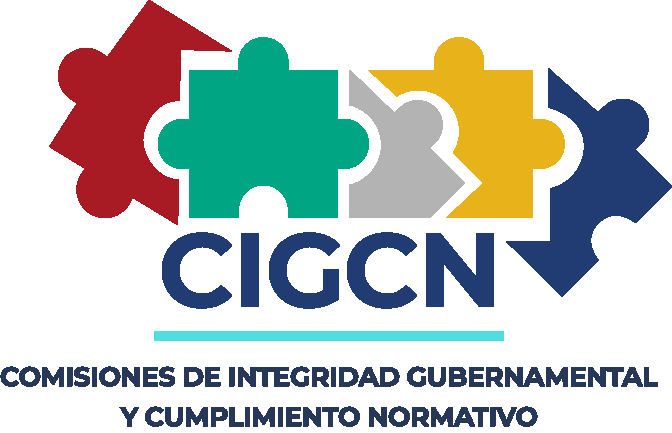 CIGCN
COMISIONES DE INTEGRIDAD GUBERNAMENTAL
Y CUMPLIMIENTO NORMATIVO